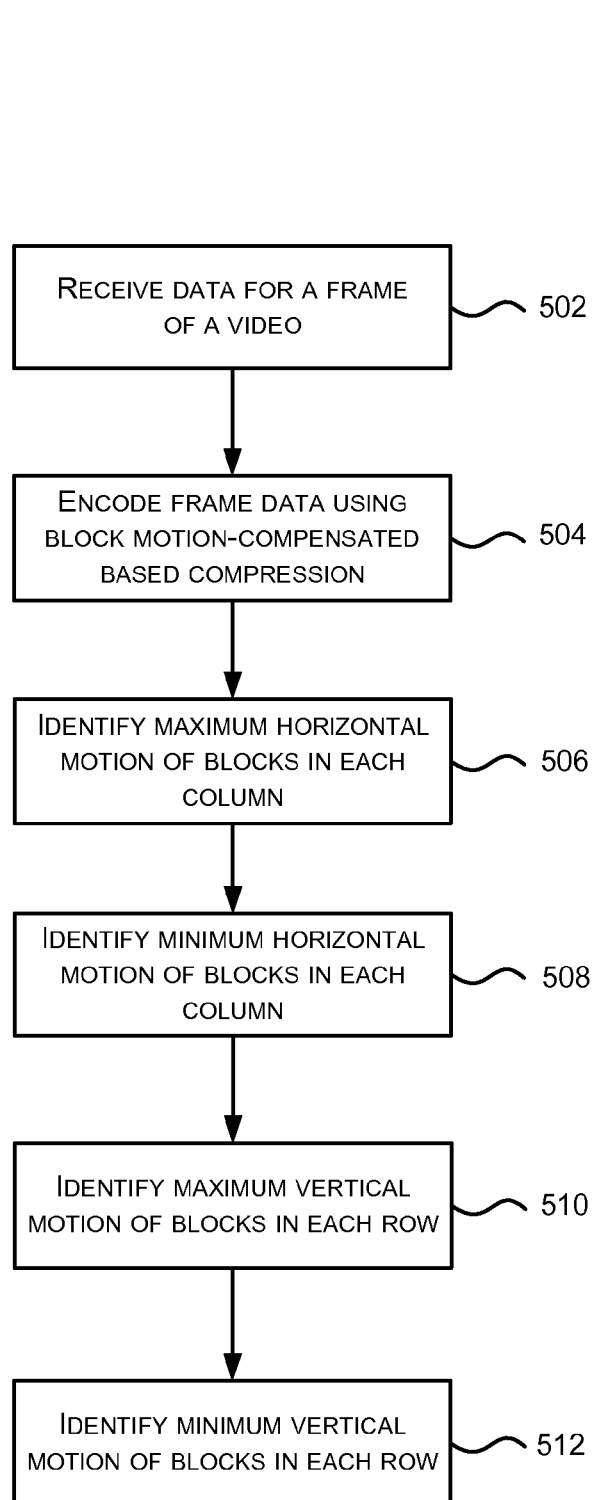 RECEIVE DATA FOR A FRAME
OF A VIDEO
502
ENCODE FRAME DATA USING
BLOCK MOTION-COMPENSATED
BASED COMPRESSION
504
IDENTIFY MAXIMUM HORIZONTAL
MOTION OF BLOCKS IN EACH
COLUMN
506
IDENTIFY MINIMUM HORIZONTAL
MOTION OF BLOCKS IN EACH
COLUMN
508
IDENTIFY MAXIMUM VERTICAL
MOTION OF BLOCKS IN EACH ROW
510
IDENTIFY MINIMUM VERTICAL
MOTION OF BLOCKS IN EACH ROW
512